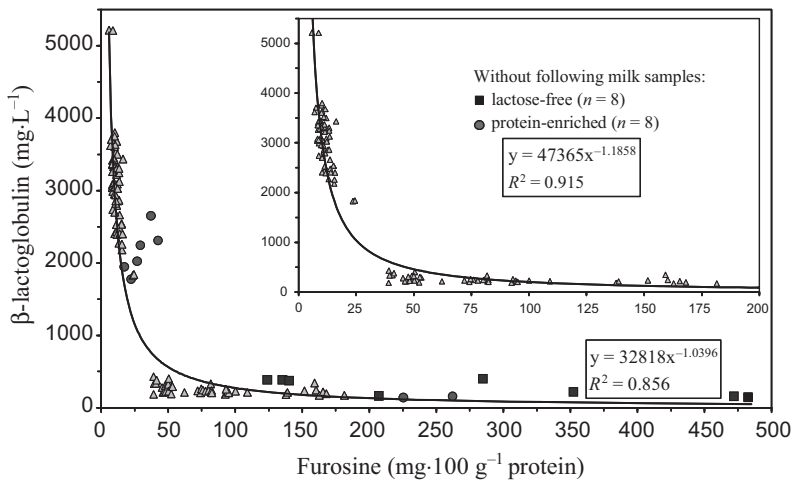 5000
4000
3000
2000
1000
0
β-lactoglobulin (mg·L⁻¹)
0 50 100 150 200 250 300 350 400 450 500
Furosine (mg·100 g⁻¹ protein)
5000
4000
3000
2000
1000
0
0 25 50 75 100 125 150 175 200
Without following milk samples:
lactose-free (n = 8)
protein-enriched (n = 8)
y = 47365x⁻¹·¹⁸⁵⁸
R² = 0.915
y = 32818x⁻¹·⁰³⁹⁶
R² = 0.856